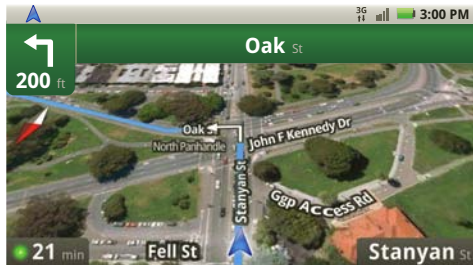 3G
3:00 PM
Oak St
200 ft
Oak St
John F Kennedy Dr
North Panhandle
Stanyan St
Ggp Access Rd
21 min
Fell St
Stanyan St